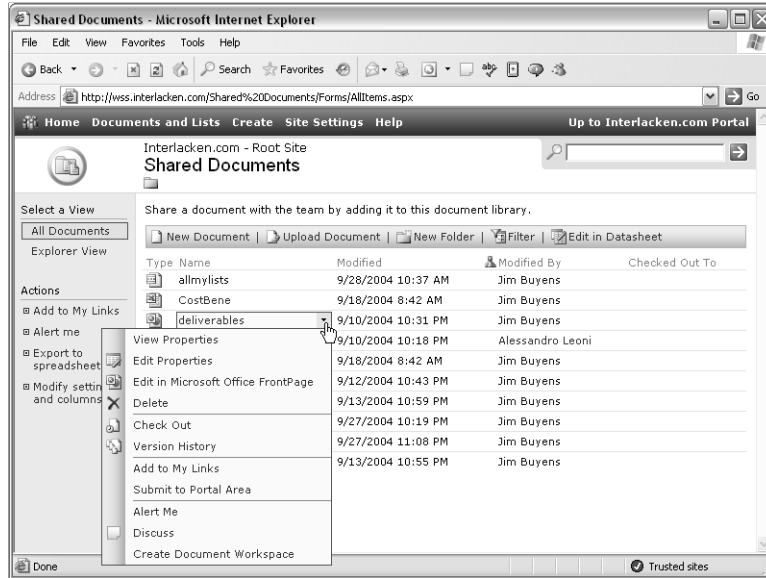 Shared Documents - Microsoft Internet Explorer
File Edit View Favorites Tools Help
Back Search Favorites
Address http://wss.interlacken.com/Shared%20Documents/Forms/AllItems.aspx Go
Home Documents and Lists Create Site Settings Help Up to Interlacken.com Portal
Interlacken.com - Root Site
Shared Documents
Select a View
All Documents
Explorer View
Actions
Add to My Links
Alert me
Export to
spreadsheet
Modify settin
and columns
Share a document with the team by adding it to this document library.
New Document | Upload Document | New Folder | Filter | Edit in Datasheet
Type Name Modified Modified By Checked Out To
allmylists 9/28/2004 10:37 AM Jim Buyens
CostBene 9/18/2004 8:42 AM Jim Buyens
deliverables 9/10/2004 10:31 PM Jim Buyens
9/10/2004 10:18 PM Alessandro Leoni
9/18/2004 8:42 AM Jim Buyens
9/12/2004 10:43 PM Jim Buyens
9/13/2004 10:59 PM Jim Buyens
9/27/2004 10:19 PM Jim Buyens
9/27/2004 11:08 PM Jim Buyens
9/13/2004 10:55 PM Jim Buyens
View Properties
Edit Properties
Edit in Microsoft Office FrontPage
Delete
Check Out
Version History
Add to My Links
Submit to Portal Area
Alert Me
Discuss
Create Document Workspace
Done Trusted sites